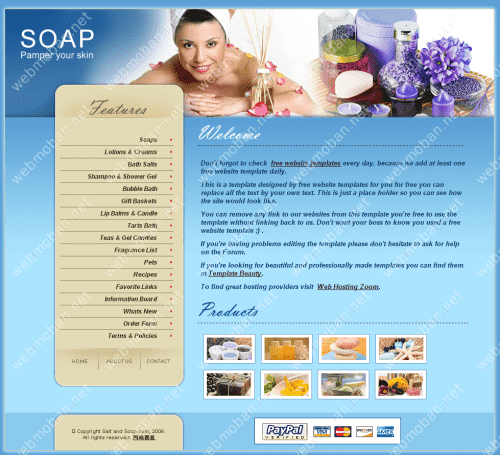 SOAP
Pamper your skin
Features
Soaps
Lotions & Creams
Bath Salts
Shampoo & Shower Gel
Bubble Bath
Gift Baskets
Lip Balms & Candle
Tarts Bath
Teas & Gel Candles
Fragrance List
Pets
Recipes
Favorite Links
Information Board
Whats New
Order Form
Terms & Policies
HOME
ABOUT US
CONTACT
Welcome
Don't forgot to check free website templates every day, because we add at least one
free website template daily.
This is a template designed by free website templates for you for free you can
replace all the text by your own text. This is just a place holder so you can see how
the site would look like.
You can remove any link to our websites from this template you're free to use the
template without linking back to us. Don't want your boss to know you used a free
website template ;) .
If you're having problems editing the template please don't hesitate to ask for help
on the Forum.
If you're looking for beautiful and professionally made templates you can find them
at Template Beauty.
To find great hosting providers visit Web Hosting Zoom.
Products
© Copyright Salt and Soap.com, 2006.
All rights reserved. 网络模板
PayPal
VERIFIED
VISA
MasterCard
DISCOVER
AMEX
webmoban.net